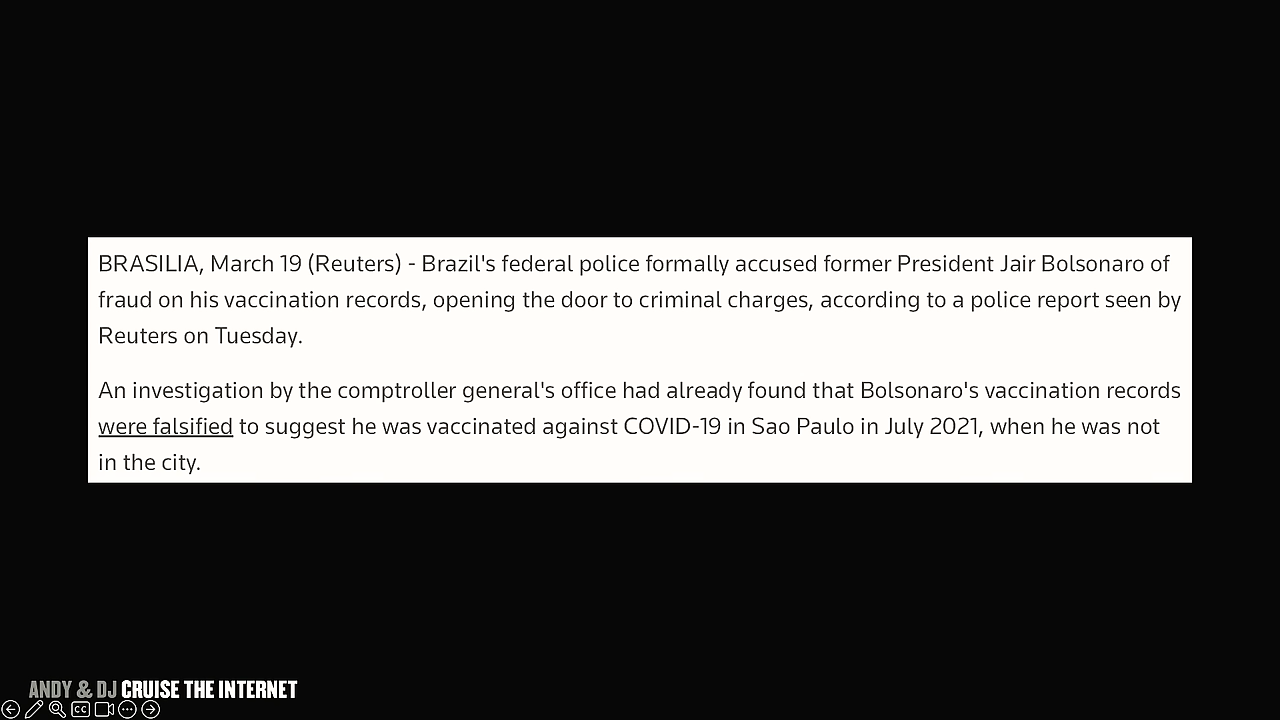 BRASILIA, March 19 (Reuters) - Brazil's federal police formally accused former President Jair Bolsonaro of
fraud on his vaccination records, opening the door to criminal charges, according to a police report seen by
Reuters on Tuesday.
An investigation by the comptroller general's office had already found that Bolsonaro's vaccination records
were falsified to suggest he was vaccinated against COVID-19 in Sao Paulo in July 2021, when he was not
in the city.
ANDY & DJ CRUISE THE INTERNET
CC